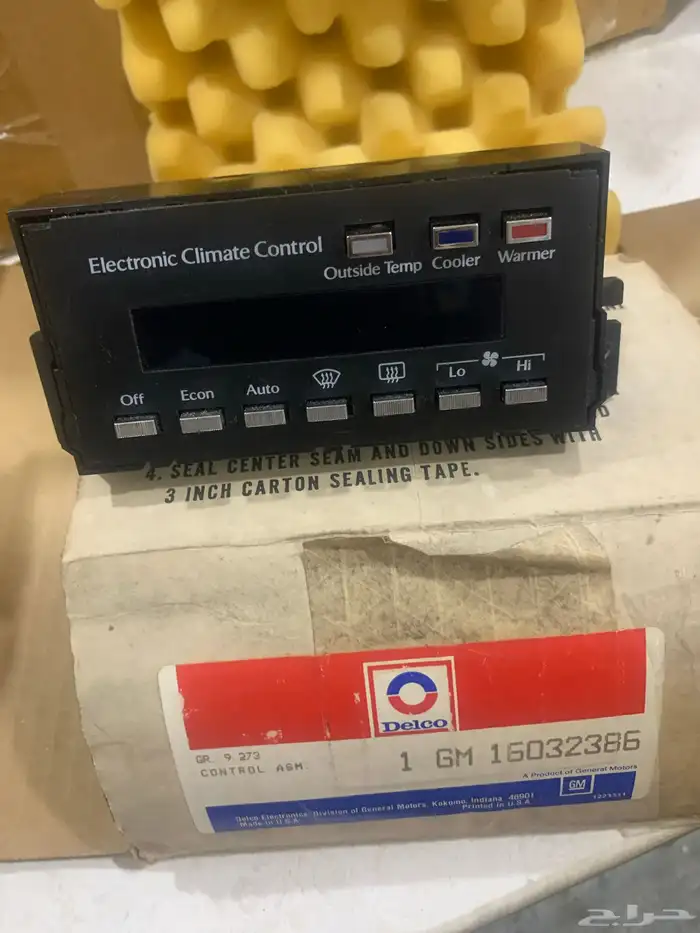 Electronic Climate Control
Outside Temp Cooler Warmer
Off Econ Auto Lo Hi
4. SEAL CENTER SEAM AND DOWN SIDES WITH
3 INCH CARTON SEALING TAPE.
Delco
GR. 9.273
CONTROL ASM.
1 GM 16032386
A Product of General Motors
GM
Delco Electronics, Division of General Motors, Kokomo, Indiana 46901
Made in U.S.A. Printed in U.S.A.
حراج